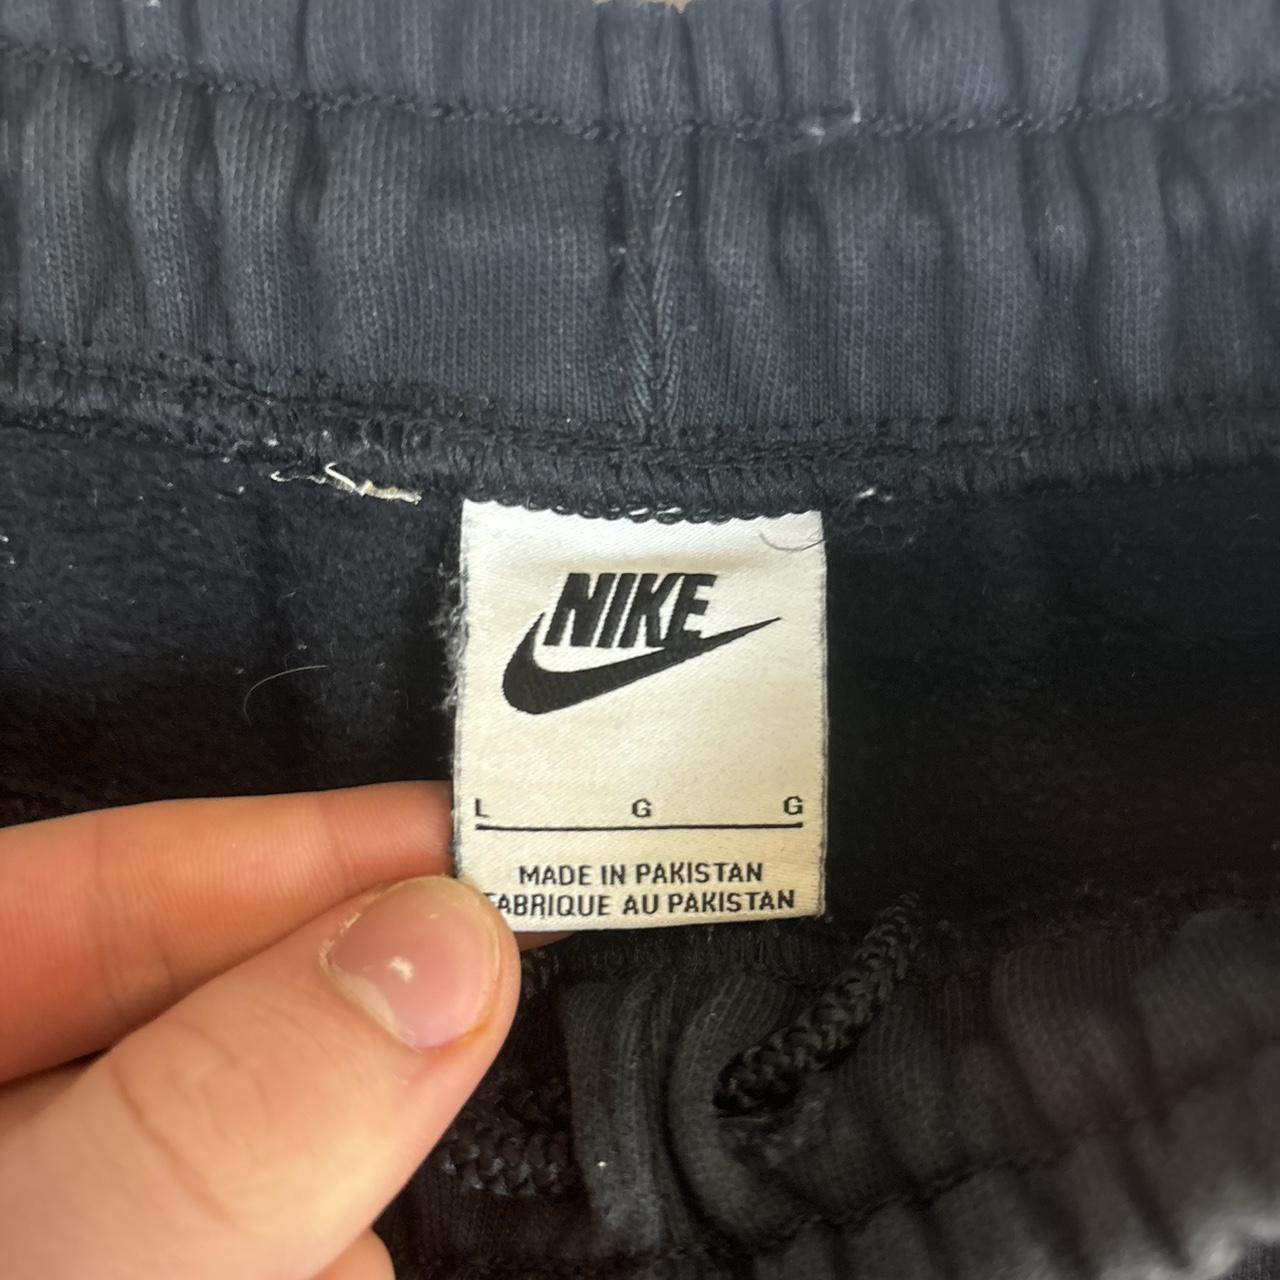 NIKE
L G G
MADE IN PAKISTAN
FABRIQUE AU PAKISTAN